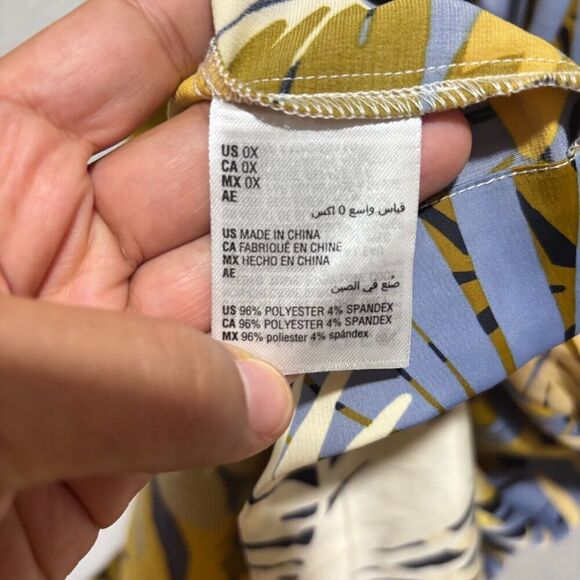 US 0X
CA 0X
MX 0X
AE
قياس واسع 0 اكس
US MADE IN CHINA
CA FABRIQUÉ EN CHINE
MX HECHO EN CHINA
AE
صُنع في الصين
US 96% POLYESTER 4% SPANDEX
CA 96% POLYESTER 4% SPANDEX
MX 96% poliester 4% spándex